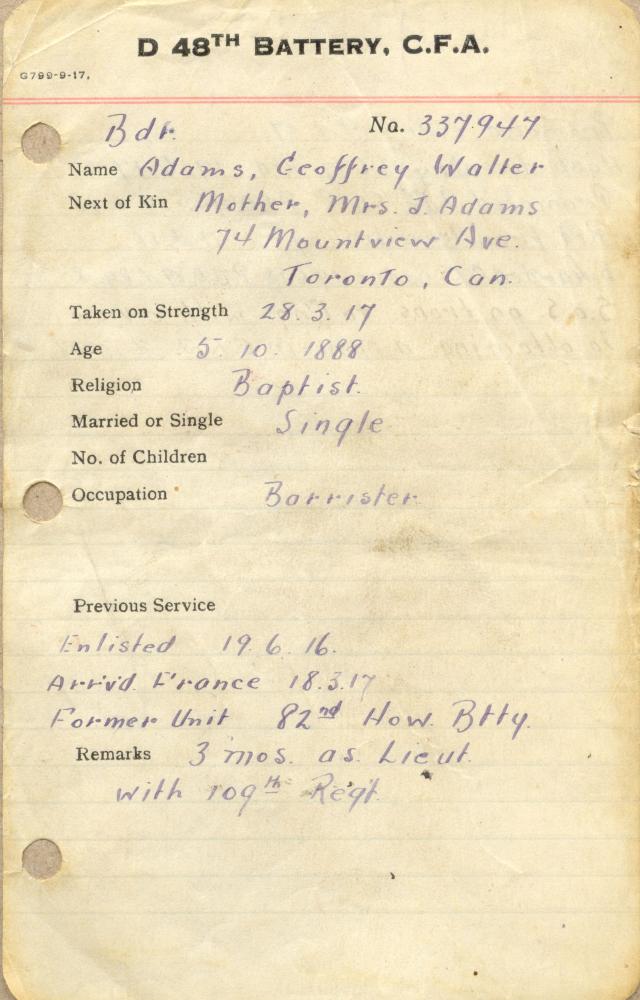 D 48TH BATTERY, C.F.A.
G799-9-17,
Bdr. No. 337947
Name Adams, Geoffrey Walter
Next of Kin Mother, Mrs. J. Adams
74 Mountview Ave.
Toronto, Can.
Taken on Strength 28.3.17
Age 5. 10. 1888
Religion Baptist.
Married or Single Single
No. of Children
Occupation Barrister.
Previous Service
Enlisted 19.6.16.
Arriv'd France 18.3.17
Former Unit 82nd How. Btty.
Remarks 3 mos. as Lieut.
with 109th Reg't.